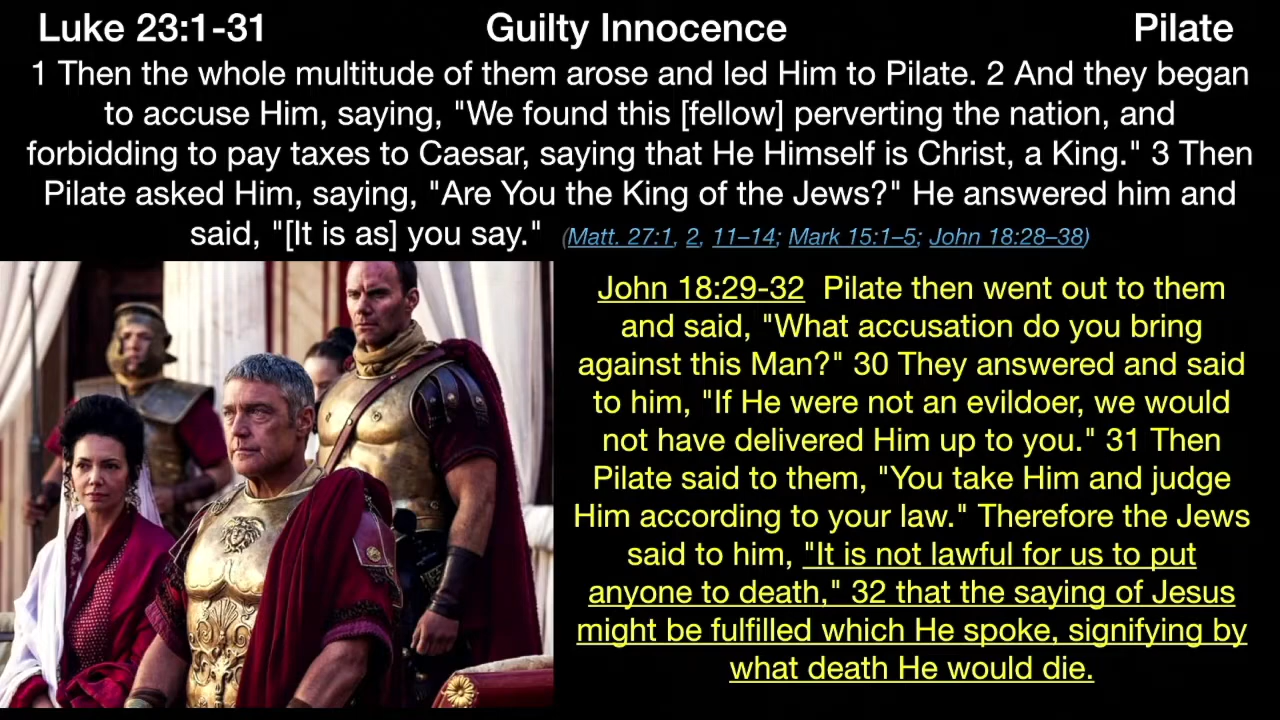 Luke 23:1-31 Guilty Innocence Pilate
1 Then the whole multitude of them arose and led Him to Pilate. 2 And they began
to accuse Him, saying, "We found this [fellow] perverting the nation, and
forbidding to pay taxes to Caesar, saying that He Himself is Christ, a King." 3 Then
Pilate asked Him, saying, "Are You the King of the Jews?" He answered him and
said, "[It is as] you say." (Matt. 27:1, 2, 11–14; Mark 15:1–5; John 18:28–38)
John 18:29-32 Pilate then went out to them
and said, "What accusation do you bring
against this Man?" 30 They answered and said
to him, "If He were not an evildoer, we would
not have delivered Him up to you." 31 Then
Pilate said to them, "You take Him and judge
Him according to your law." Therefore the Jews
said to him, "It is not lawful for us to put
anyone to death," 32 that the saying of Jesus
might be fulfilled which He spoke, signifying by
what death He would die.